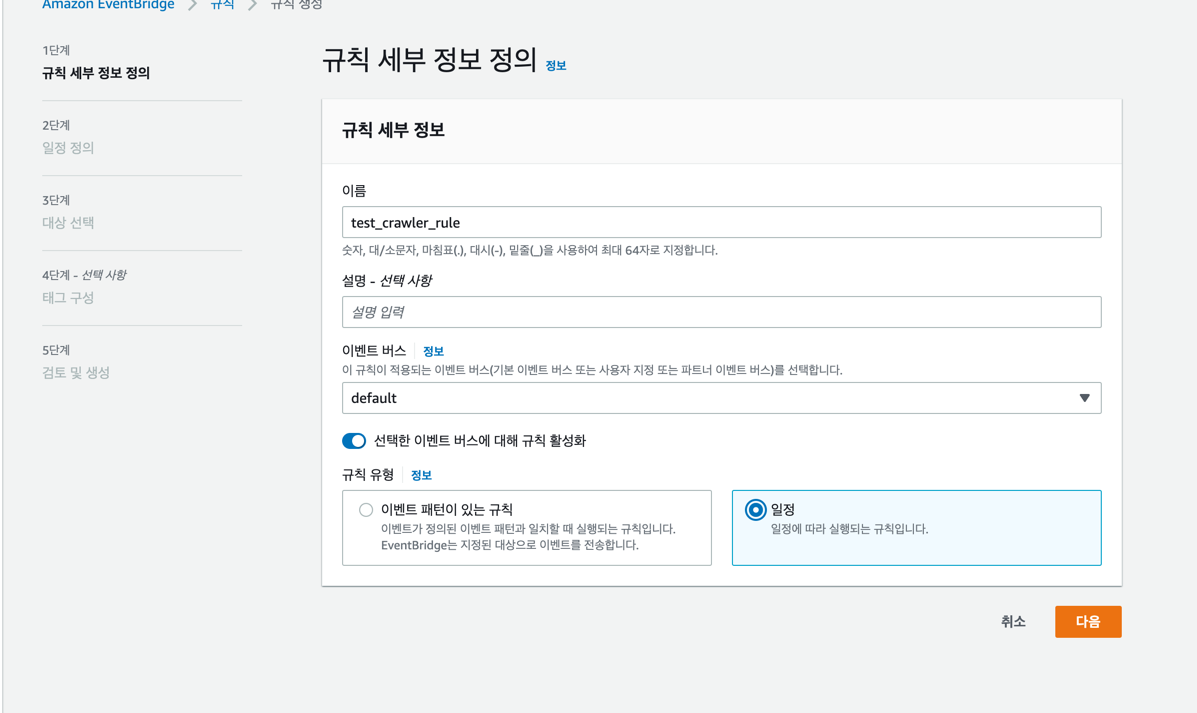 Amazon EventBridge > 규칙 > 규칙 생성
1단계
규칙 세부 정보 정의
2단계
일정 정의
3단계
대상 선택
4단계 - 선택 사항
태그 구성
5단계
검토 및 생성
규칙 세부 정보 정의 정보
규칙 세부 정보
이름
test_crawler_rule
숫자, 대/소문자, 마침표(.), 대시(-), 밑줄(_)을 사용하여 최대 64자로 지정합니다.
설명 - 선택 사항
설명 입력
이벤트 버스 정보
이 규칙이 적용되는 이벤트 버스(기본 이벤트 버스 또는 사용자 지정 또는 파트너 이벤트 버스)를 선택합니다.
default
선택한 이벤트 버스에 대해 규칙 활성화
규칙 유형 정보
이벤트 패턴이 있는 규칙
이벤트가 정의된 이벤트 패턴과 일치할 때 실행되는 규칙입니다.
EventBridge는 지정된 대상으로 이벤트를 전송합니다.
일정
일정에 따라 실행되는 규칙입니다.
취소
다음